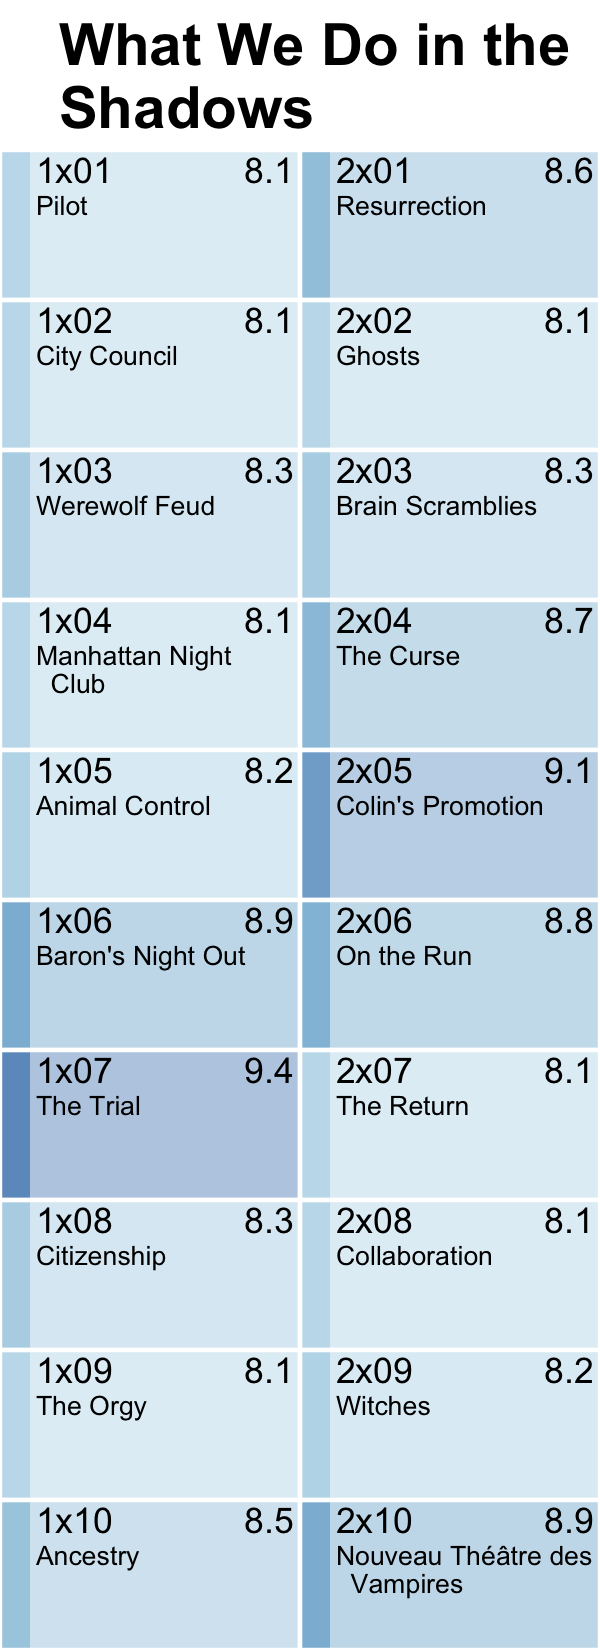 What We Do in the
Shadows
1x01 8.1
Pilot
2x01 8.6
Resurrection
1x02 8.1
City Council
2x02 8.1
Ghosts
1x03 8.3
Werewolf Feud
2x03 8.3
Brain Scramblies
1x04 8.1
Manhattan Night
Club
2x04 8.7
The Curse
1x05 8.2
Animal Control
2x05 9.1
Colin's Promotion
1x06 8.9
Baron's Night Out
2x06 8.8
On the Run
1x07 9.4
The Trial
2x07 8.1
The Return
1x08 8.3
Citizenship
2x08 8.1
Collaboration
1x09 8.1
The Orgy
2x09 8.2
Witches
1x10 8.5
Ancestry
2x10 8.9
Nouveau Théâtre des
Vampires